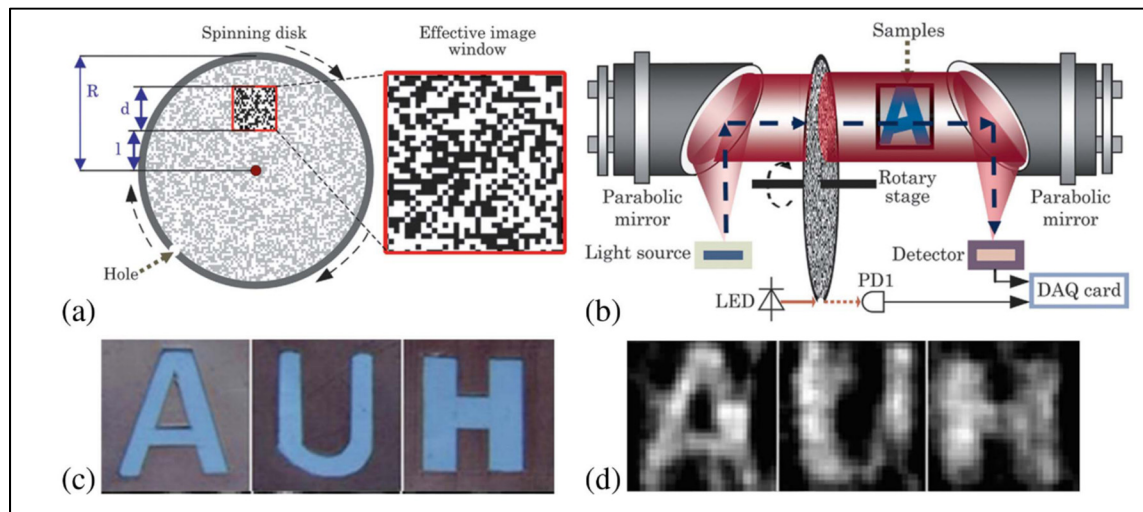 Spinning disk
Effective image
window
R
d
l
Hole
(a)
Samples
A
Parabolic
mirror
Rotary
stage
Parabolic
mirror
Light source
Detector
PD1
LED
DAQ card
(b)
A U H
(c)
A U H
(d)